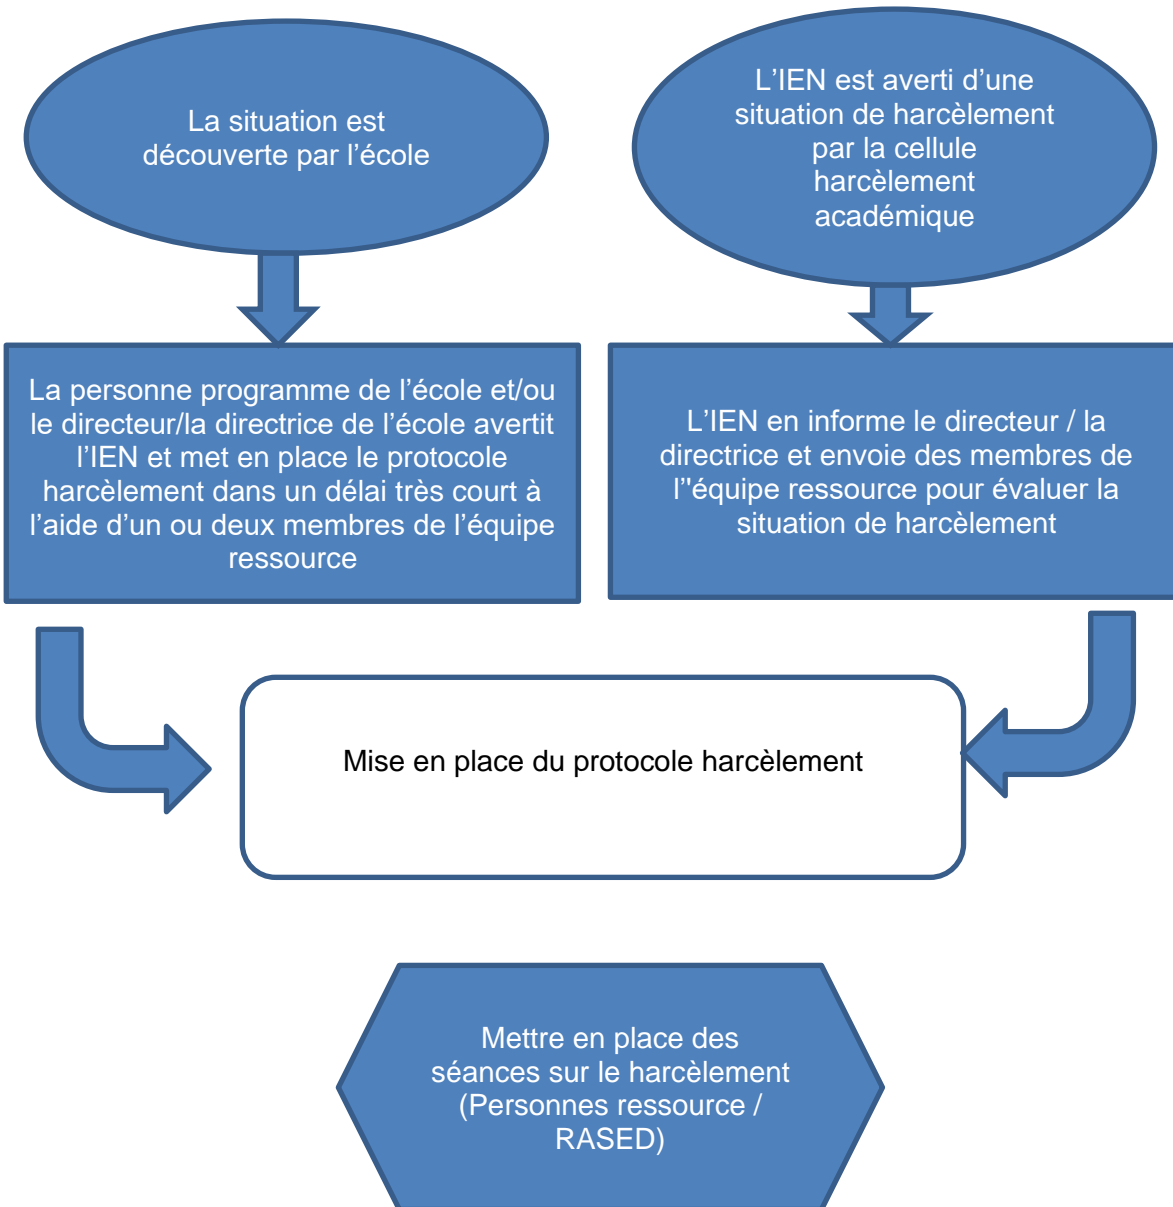 La situation est
découverte par l’école
L’IEN est averti d’une
situation de harcèlement
par la cellule
harcèlement
académique
La personne programme de l’école et/ou
le directeur/la directrice de l’école avertit
l’IEN et met en place le protocole
harcèlement dans un délai très court à
l’aide d’un ou deux membres de l’équipe
ressource
L’IEN en informe le directeur / la
directrice et envoie des membres de
l’'équipe ressource pour évaluer la
situation de harcèlement
Mise en place du protocole harcèlement
Mettre en place des
séances sur le harcèlement
(Personnes ressource /
RASED)